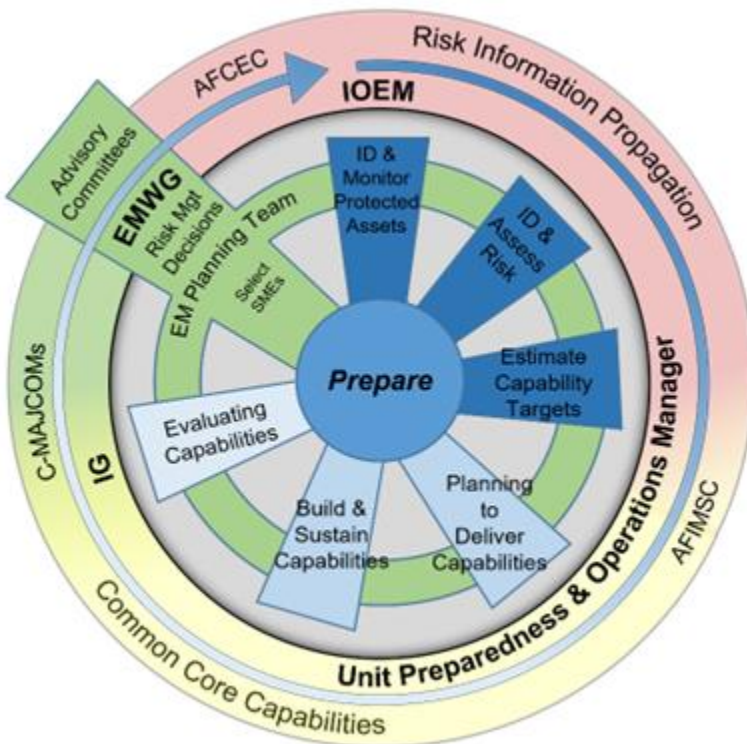 AFCEC
Risk Information Propagation
IOEM
Advisory
Committees
EMWG
Risk Mgt
Decisions
EM Planning Team
Select
SMEs
ID &
Monitor
Protected
Assets
ID &
Assess
Risk
Prepare
Estimate
Capability
Targets
Evaluating
Capabilities
Build &
Sustain
Capabilities
Planning
to
Deliver
Capabilities
C-MAJCOMs
IG
Unit Preparedness & Operations Manager
AFIMSC
Common Core Capabilities